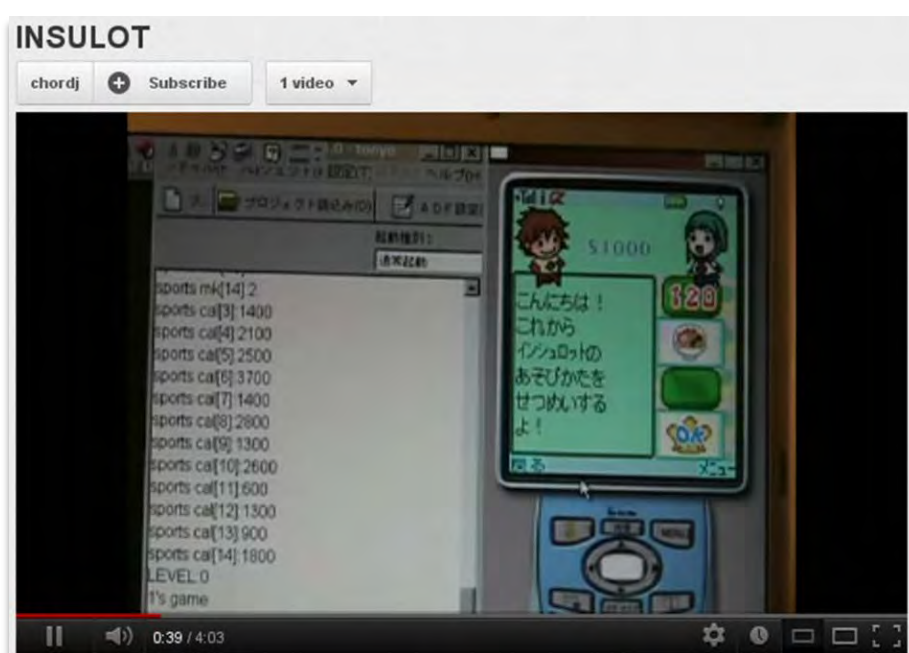 INSULOT
chordj
Subscribe
1 video
プロジェクト読込み(O)
ADF設定
起動種別:
通常起動
sports mk[14]:2
sports cal[3]:1400
sports cal[4]:2100
sports cal[5]:2500
sports cal[6]:3700
sports cal[7]:1400
sports cal[8]:2800
sports cal[9]:1300
sports cal[10]:2600
sports cal[11]:600
sports cal[12]:1300
sports cal[13]:900
sports cal[14]:1800
LEVEL:0
1's game
$1000
120
こんにちは!
これから
インシュロットの
あそびかたを
せつめいする
よ!
OK
戻る
メニュー
MENU
0:39 / 4:03